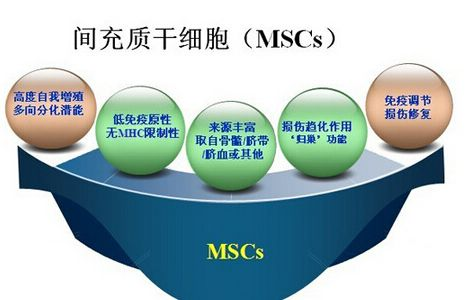 间充质干细胞（MSCs）
高度自我增殖
多向分化潜能
低免疫原性
无MHC限制性
来源丰富
取自骨髓/脐带
/脐血或其他
损伤趋化作用
‘归巢’功能
免疫调节
损伤修复
MSCs